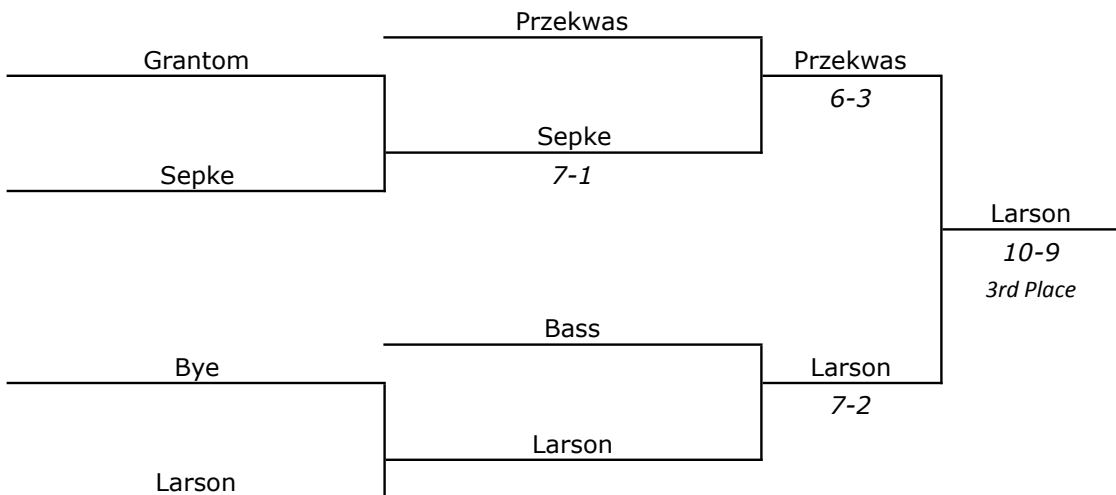 Przekwas
Grantom
Przekwas
6-3
Sepke
7-1
Sepke
Larson
10-9
3rd Place
Bass
Bye
Larson
7-2
Larson
Larson